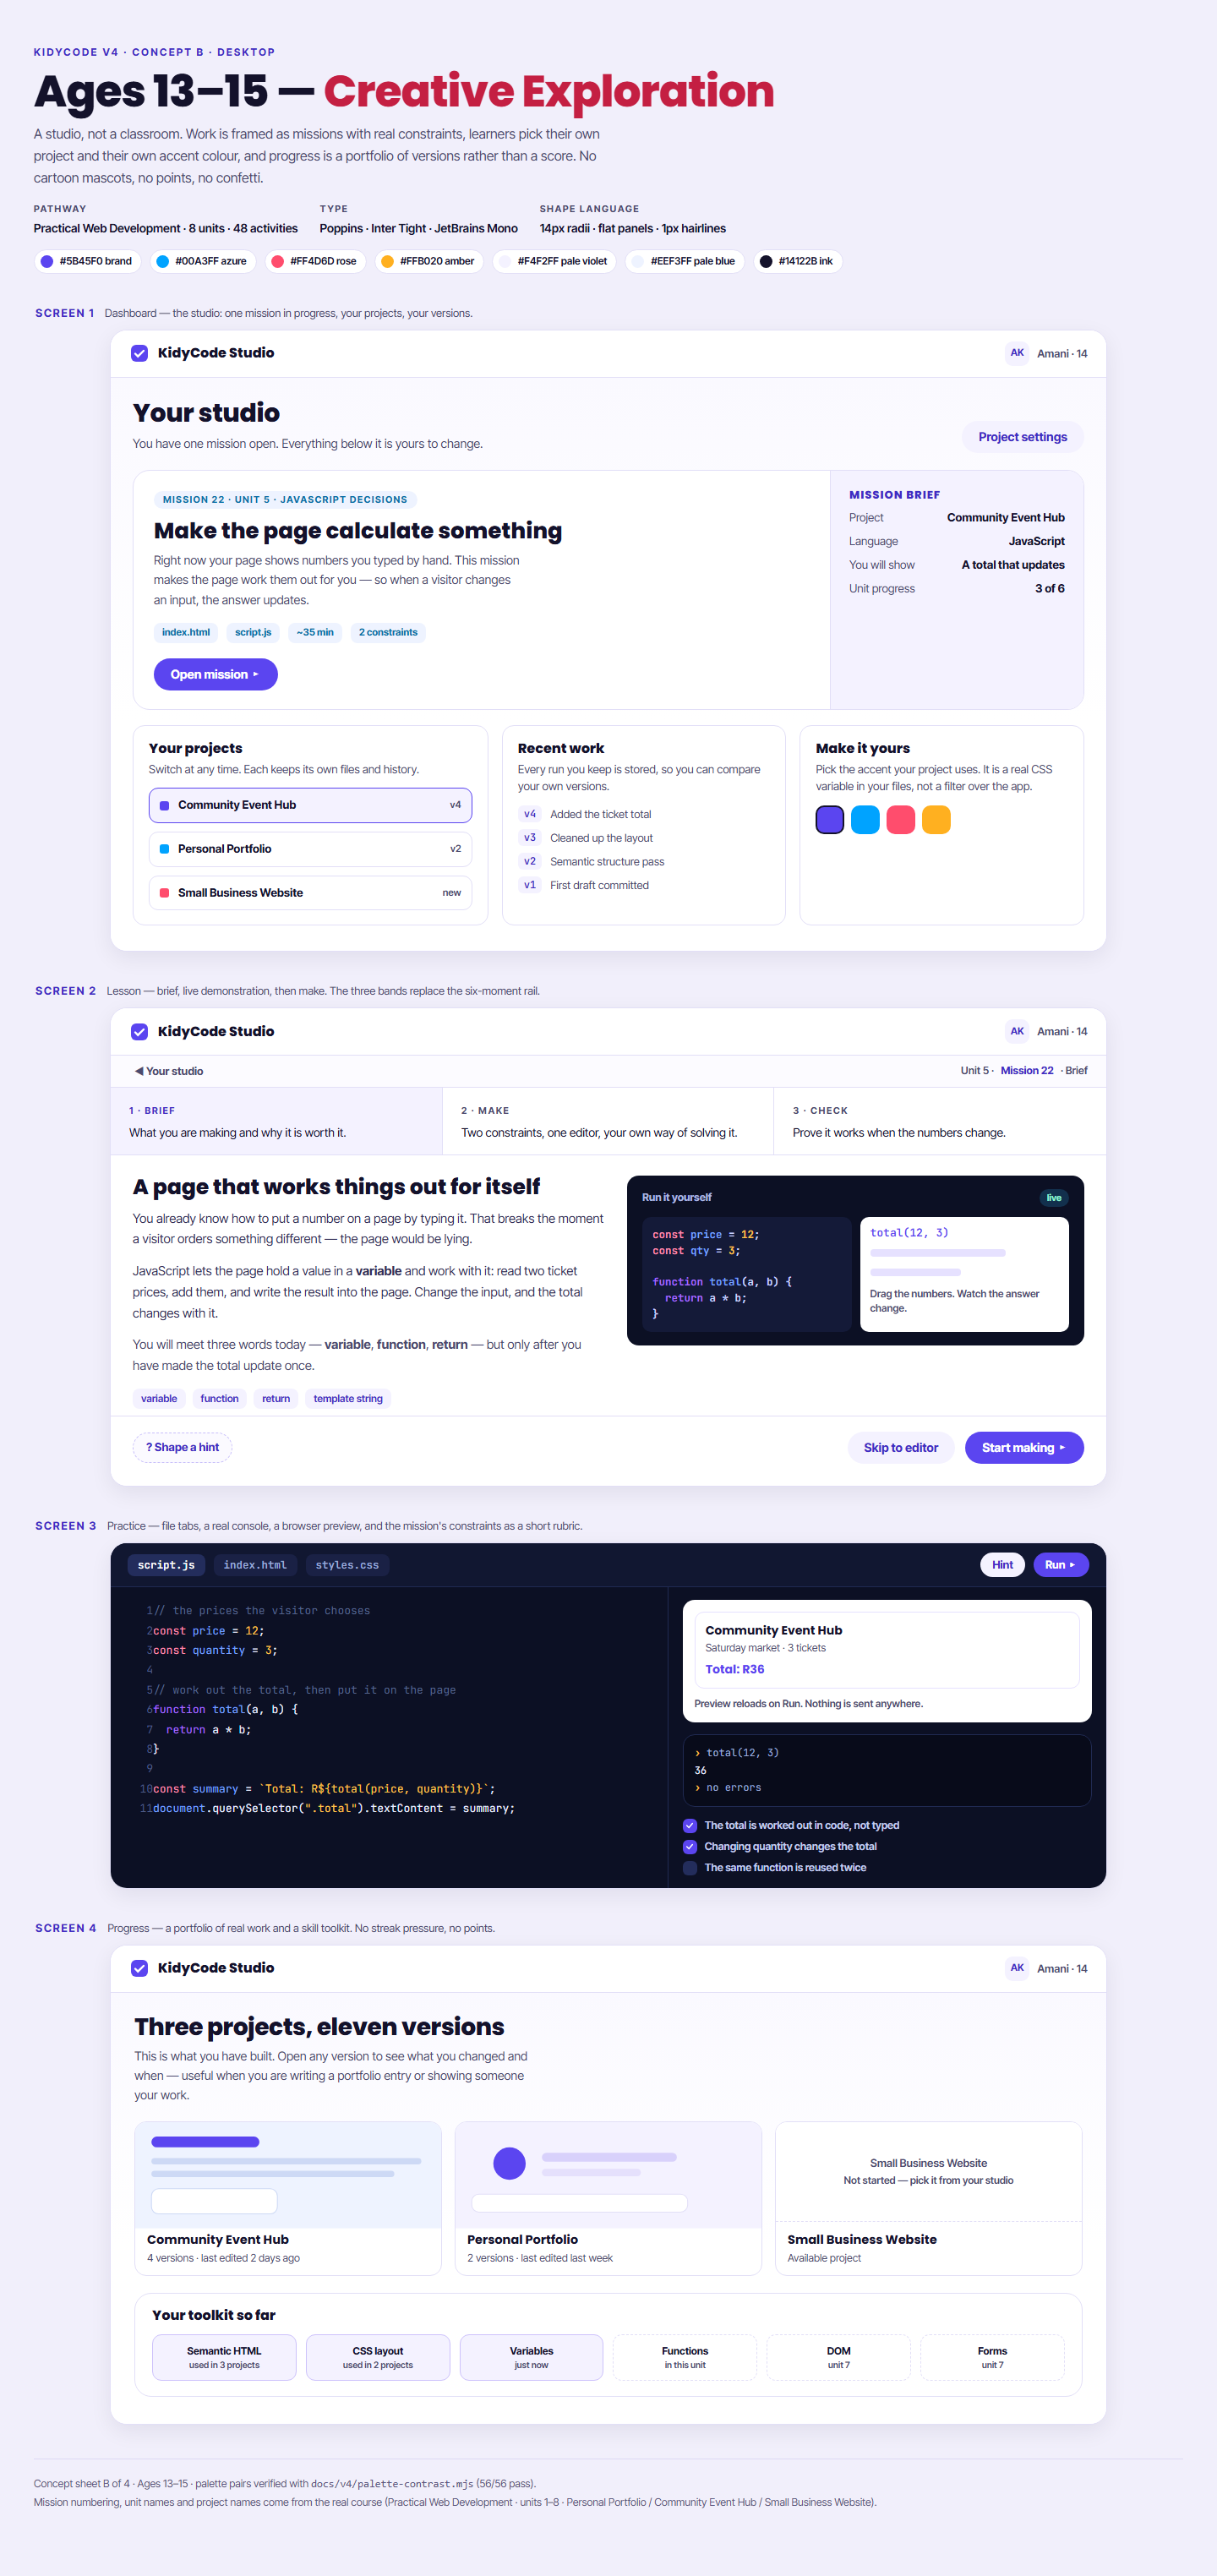 KIDYCODE V4 · CONCEPT B · DESKTOP
Ages 13–15 — Creative Exploration
A studio, not a classroom. Work is framed as missions with real constraints, learners pick their own
project and their own accent colour, and progress is a portfolio of versions rather than a score. No
cartoon mascots, no points, no confetti.
PATHWAY
Practical Web Development · 8 units · 48 activities
TYPE
Poppins · Inter Tight · JetBrains Mono
SHAPE LANGUAGE
14px radii · flat panels · 1px hairlines
#5B45F0 brand
#00A3FF azure
#FF4D6D rose
#FFB020 amber
#F4F2FF pale violet
#EEF3FF pale blue
#14122B ink
SCREEN 1 Dashboard — the studio: one mission in progress, your projects, your versions.
KidyCode Studio
AK Amani · 14
Your studio
You have one mission open. Everything below it is yours to change.
Project settings
MISSION 22 · UNIT 5 · JAVASCRIPT DECISIONS
Make the page calculate something
Right now your page shows numbers you typed by hand. This mission
makes the page work them out for you — so when a visitor changes
an input, the answer updates.
index.html
script.js
~35 min
2 constraints
Open mission ▸
MISSION BRIEF
Project Community Event Hub
Language JavaScript
You will show A total that updates
Unit progress 3 of 6
Your projects
Switch at any time. Each keeps its own files and history.
Community Event Hub v4
Personal Portfolio v2
Small Business Website new
Recent work
Every run you keep is stored, so you can compare
your own versions.
v4 Added the ticket total
v3 Cleaned up the layout
v2 Semantic structure pass
v1 First draft committed
Make it yours
Pick the accent your project uses. It is a real CSS
variable in your files, not a filter over the app.
SCREEN 2 Lesson — brief, live demonstration, then make. The three bands replace the six-moment rail.
KidyCode Studio
AK Amani · 14
◀ Your studio
Unit 5 · Mission 22 · Brief
1 · BRIEF
What you are making and why it is worth it.
2 · MAKE
Two constraints, one editor, your own way of solving it.
3 · CHECK
Prove it works when the numbers change.
A page that works things out for itself
You already know how to put a number on a page by typing it. That breaks the moment
a visitor orders something different — the page would be lying.
JavaScript lets the page hold a value in a variable and work with it: read two ticket
prices, add them, and write the result into the page. Change the input, and the total
changes with it.
You will meet three words today — variable, function, return — but only after you
have made the total update once.
variable
function
return
template string
Run it yourself
live
const price = 12;
const qty = 3;
function total(a, b) {
return a * b;
}
total(12, 3)
Drag the numbers. Watch the answer
change.
? Shape a hint
Skip to editor
Start making ▸
SCREEN 3 Practice — file tabs, a real console, a browser preview, and the mission's constraints as a short rubric.
script.js
index.html
styles.css
Hint
Run ▸
1// the prices the visitor chooses
2const price = 12;
3const quantity = 3;
4
5// work out the total, then put it on the page
6function total(a, b) {
7 return a * b;
8}
9
10const summary = `Total: R${total(price, quantity)}`;
11document.querySelector(".total").textContent = summary;
Community Event Hub
Saturday market · 3 tickets
Total: R36
Preview reloads on Run. Nothing is sent anywhere.
› total(12, 3)
36
› no errors
The total is worked out in code, not typed
Changing quantity changes the total
The same function is reused twice
SCREEN 4 Progress — a portfolio of real work and a skill toolkit. No streak pressure, no points.
KidyCode Studio
AK Amani · 14
Three projects, eleven versions
This is what you have built. Open any version to see what you changed and
when — useful when you are writing a portfolio entry or showing someone
your work.
Community Event Hub
4 versions · last edited 2 days ago
Personal Portfolio
2 versions · last edited last week
Small Business Website
Not started — pick it from your studio
Small Business Website
Available project
Your toolkit so far
Semantic HTML
used in 3 projects
CSS layout
used in 2 projects
Variables
just now
Functions
in this unit
DOM
unit 7
Forms
unit 7
Concept sheet B of 4 · Ages 13–15 · palette pairs verified with docs/v4/palette-contrast.mjs (56/56 pass).
Mission numbering, unit names and project names come from the real course (Practical Web Development · units 1–8 · Personal Portfolio / Community Event Hub / Small Business Website).